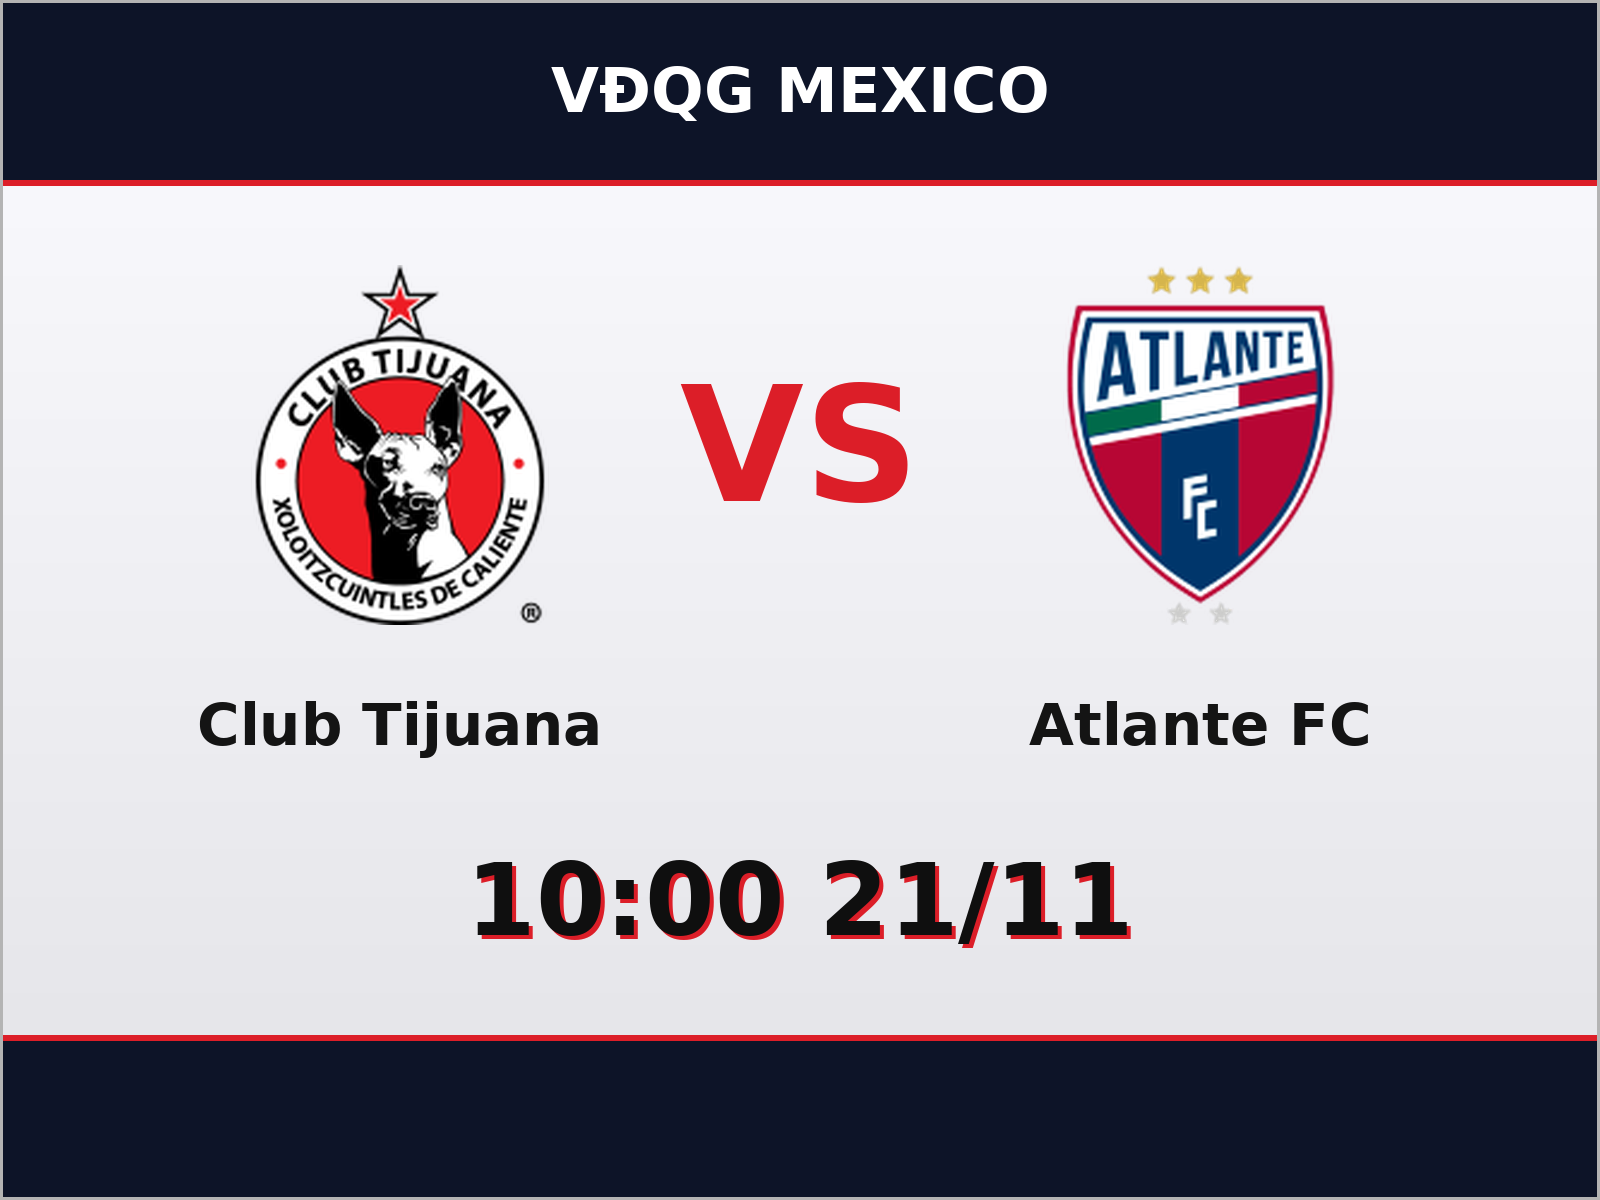 VĐQG MEXICO
CLUB TIJUANA
XOLOITZCUINTLES DE CALIENTE
®
VS
ATLANTE
FC
Club Tijuana
Atlante FC
10:00 21/11